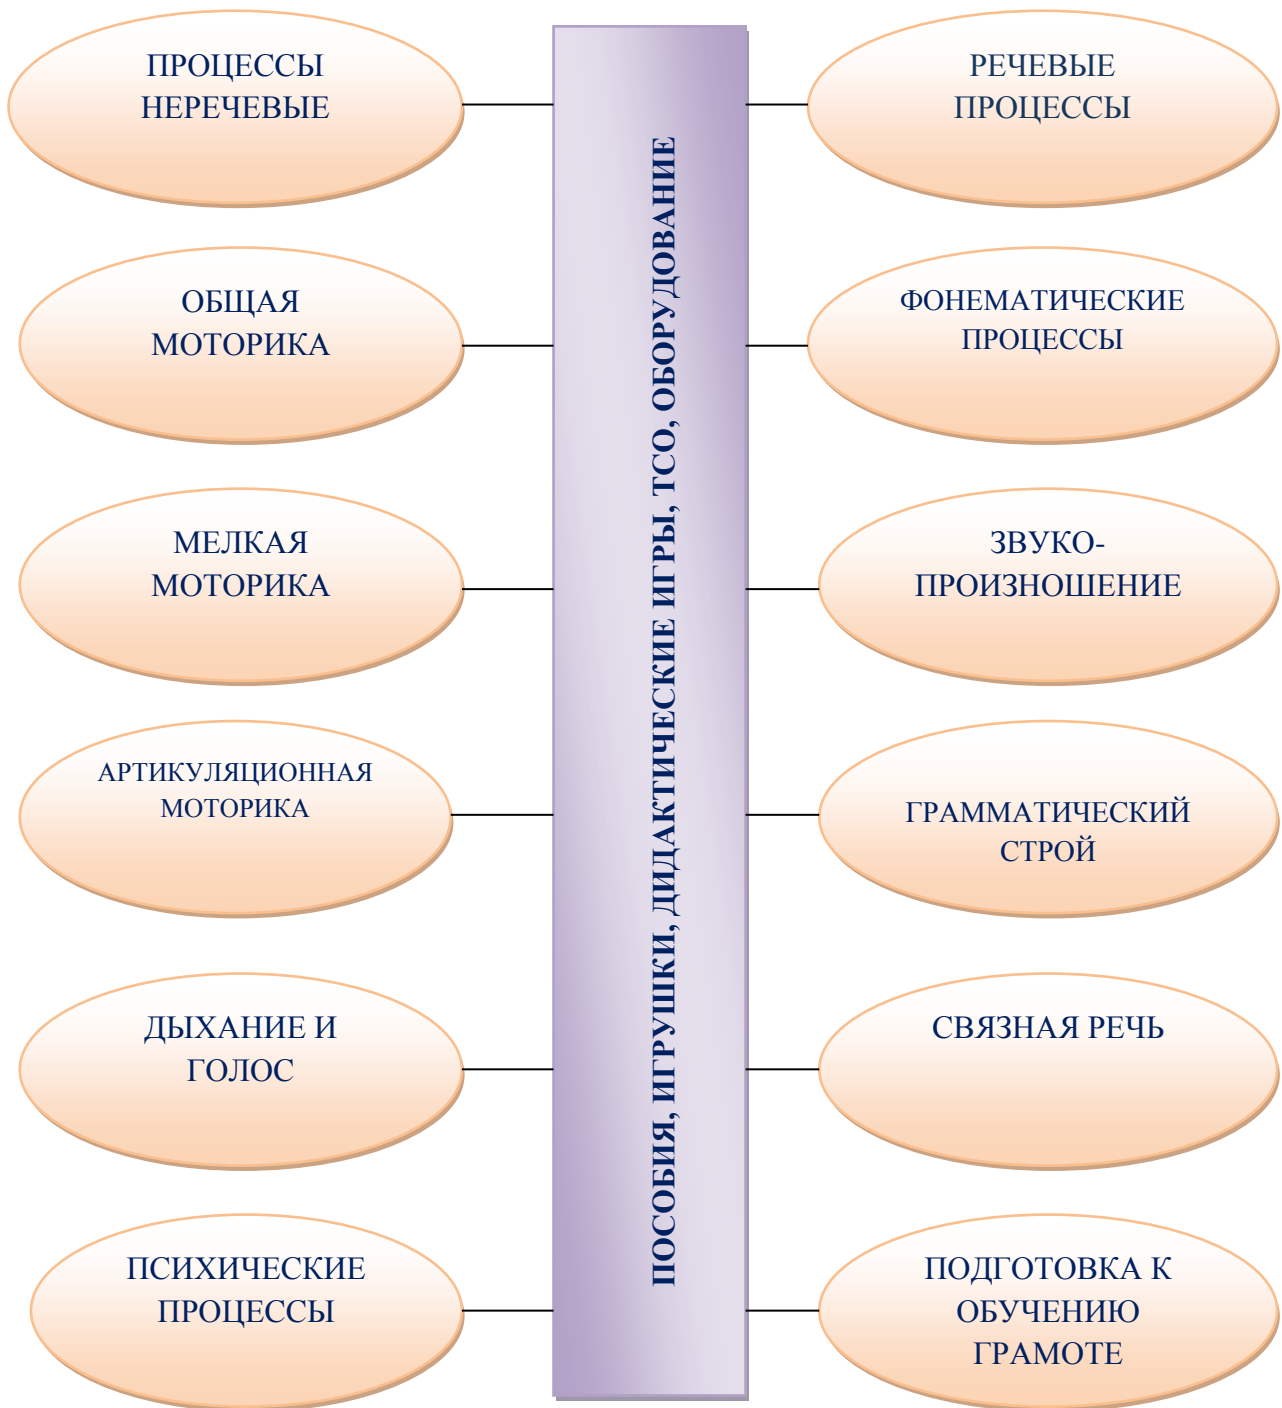 ПРОЦЕССЫ
НЕРЕЧЕВЫЕ
ОБЩАЯ
МОТОРИКА
МЕЛКАЯ
МОТОРИКА
АРТИКУЛЯЦИОННАЯ
МОТОРИКА
ДЫХАНИЕ И
ГОЛОС
ПСИХИЧЕСКИЕ
ПРОЦЕССЫ
ПОСОБИЯ, ИГРУШКИ, ДИДАКТИЧЕСКИЕ ИГРЫ, ТСО, ОБОРУДОВАНИЕ
РЕЧЕВЫЕ
ПРОЦЕССЫ
ФОНЕМАТИЧЕСКИЕ
ПРОЦЕССЫ
ЗВУКО-
ПРОИЗНОШЕНИЕ
ГРАММАТИЧЕСКИЙ
СТРОЙ
СВЯЗНАЯ РЕЧЬ
ПОДГОТОВКА К
ОБУЧЕНИЮ
ГРАМОТЕ